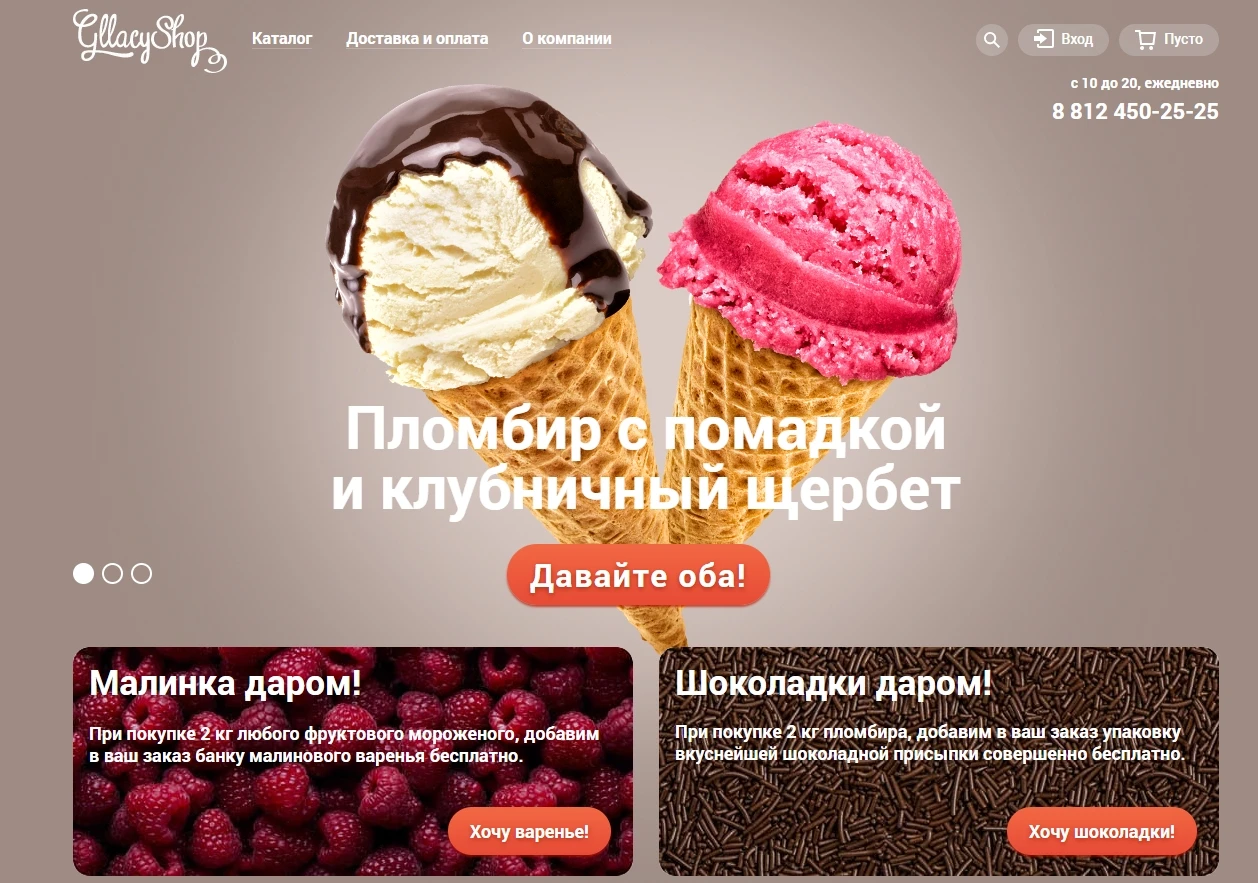 GllacyShop
Каталог
Доставка и оплата
О компании
Вход
Пусто
с 10 до 20, ежедневно
8 812 450-25-25
Пломбир с помадкой
и клубничный щербет
Давайте оба!
Малинка даром!
При покупке 2 кг любого фруктового мороженого, добавим
в ваш заказ банку малинового варенья бесплатно.
Хочу варенье!
Шоколадки даром!
При покупке 2 кг пломбира, добавим в ваш заказ упаковку
вкуснейшей шоколадной присыпки совершенно бесплатно.
Хочу шоколадки!